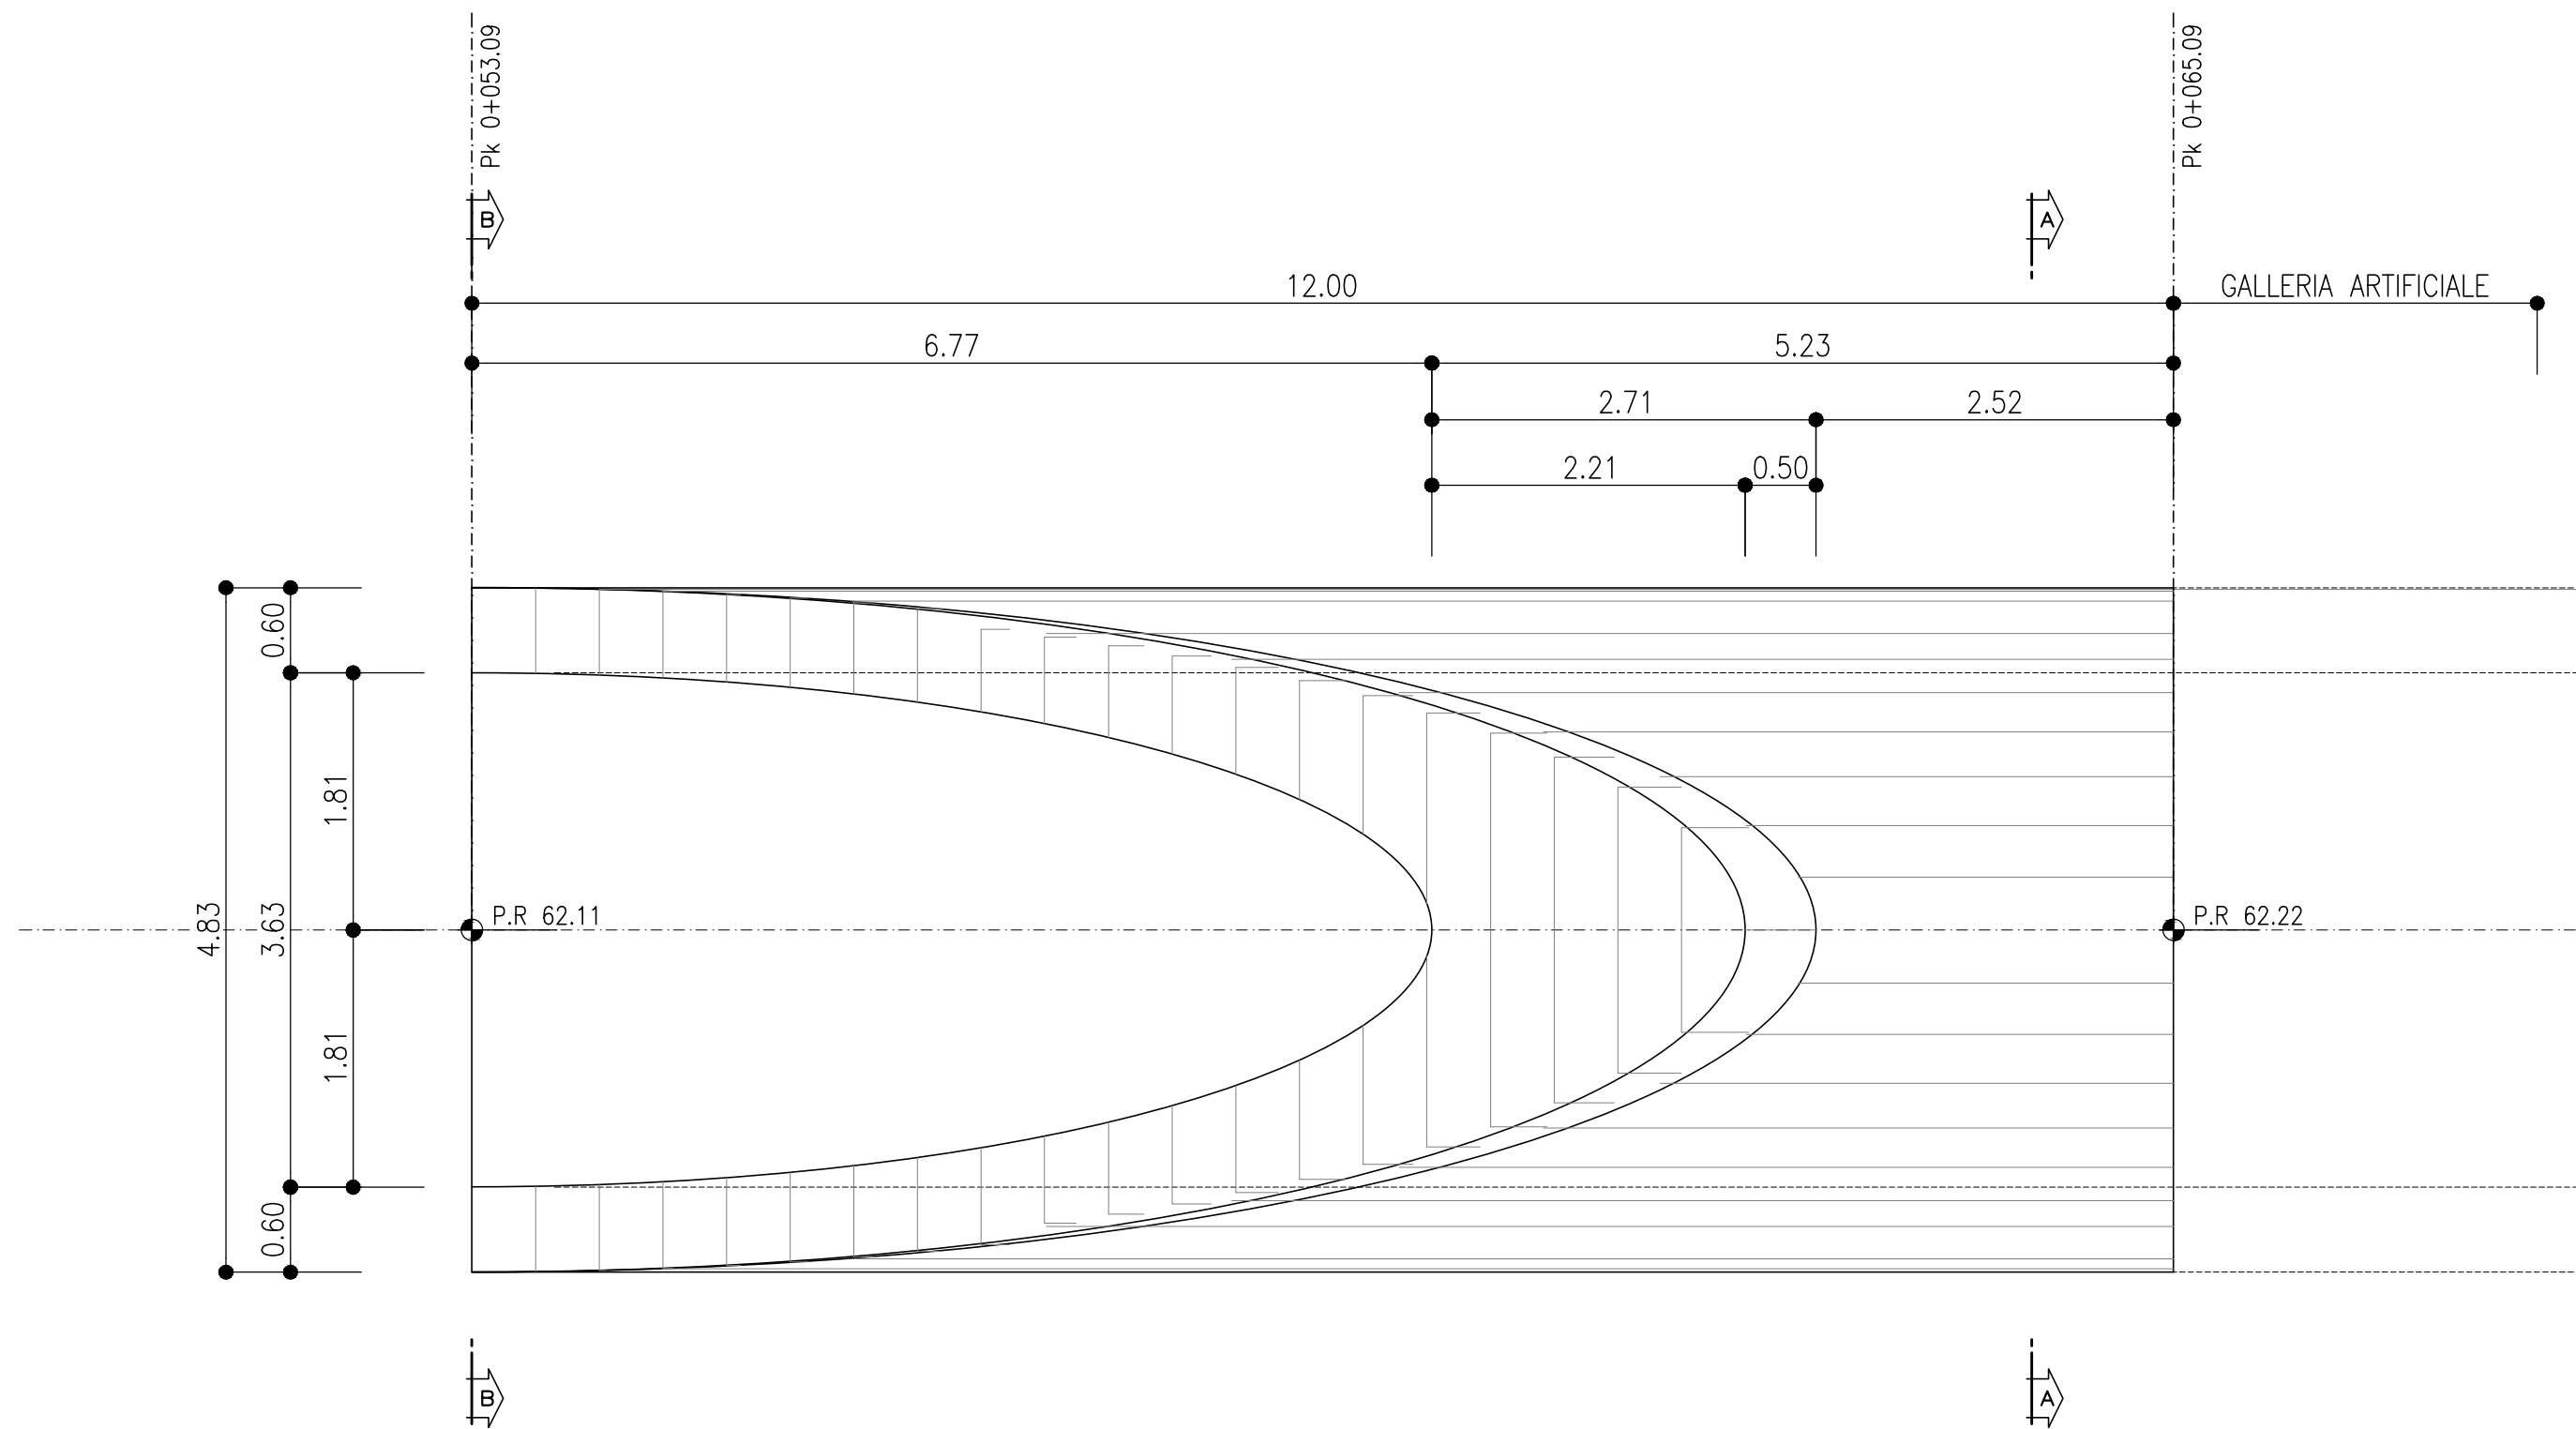 Pk 0+053.09
Pk 0+065.09
B
A
12.00
GALLERIA ARTIFICIALE
6.77
5.23
2.71
2.52
2.21
0.50
0.60
1.81
4.83
3.63
P.R 62.11
P.R 62.22
1.81
0.60
B
A